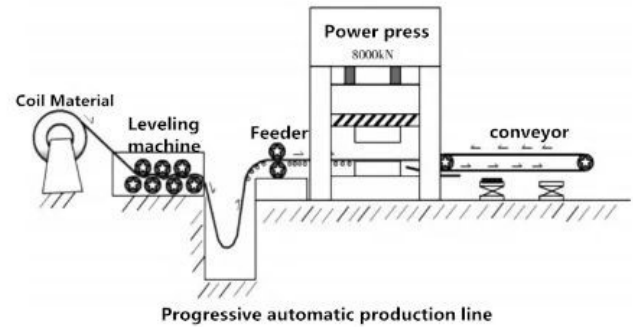 Power press
8000kN
Coil Material
Leveling
machine
Feeder
conveyor
Progressive automatic production line